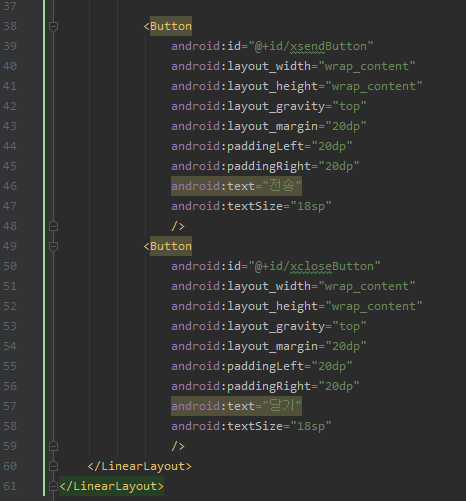 37
38 <Button
39 android:id="@+id/xsendButton"
40 android:layout_width="wrap_content"
41 android:layout_height="wrap_content"
42 android:layout_gravity="top"
43 android:layout_margin="20dp"
44 android:paddingLeft="20dp"
45 android:paddingRight="20dp"
46 android:text="전송"
47 android:textSize="18sp"
48 />
49 <Button
50 android:id="@+id/xcloseButton"
51 android:layout_width="wrap_content"
52 android:layout_height="wrap_content"
53 android:layout_gravity="top"
54 android:layout_margin="20dp"
55 android:paddingLeft="20dp"
56 android:paddingRight="20dp"
57 android:text="닫기"
58 android:textSize="18sp"
59 />
60 </LinearLayout>
61 </LinearLayout>